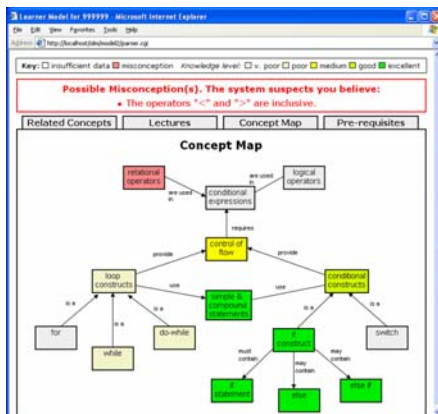 Learner Model for 999999 - Microsoft Internet Explorer
File Edit View Favorites Tools Help
Address http://localhost/olm/model2/parser.cgi
Key: insufficient data misconception Knowledge level: v. poor poor medium good excellent
Possible Misconception(s). The system suspects you believe:
• The operators "<" and ">" are inclusive.
Related Concepts Lectures Concept Map Pre-requisites
Concept Map
relational operators
are used in
conditional expressions
are used in
logical operators
requires
control of flow
provide
provide
loop constructs
use
simple & compound statements
use
conditional constructs
is a
is a
is a
is a
is a
for
while
do-while
if construct
switch
must contain
may contain
may contain
if statement
else
else if